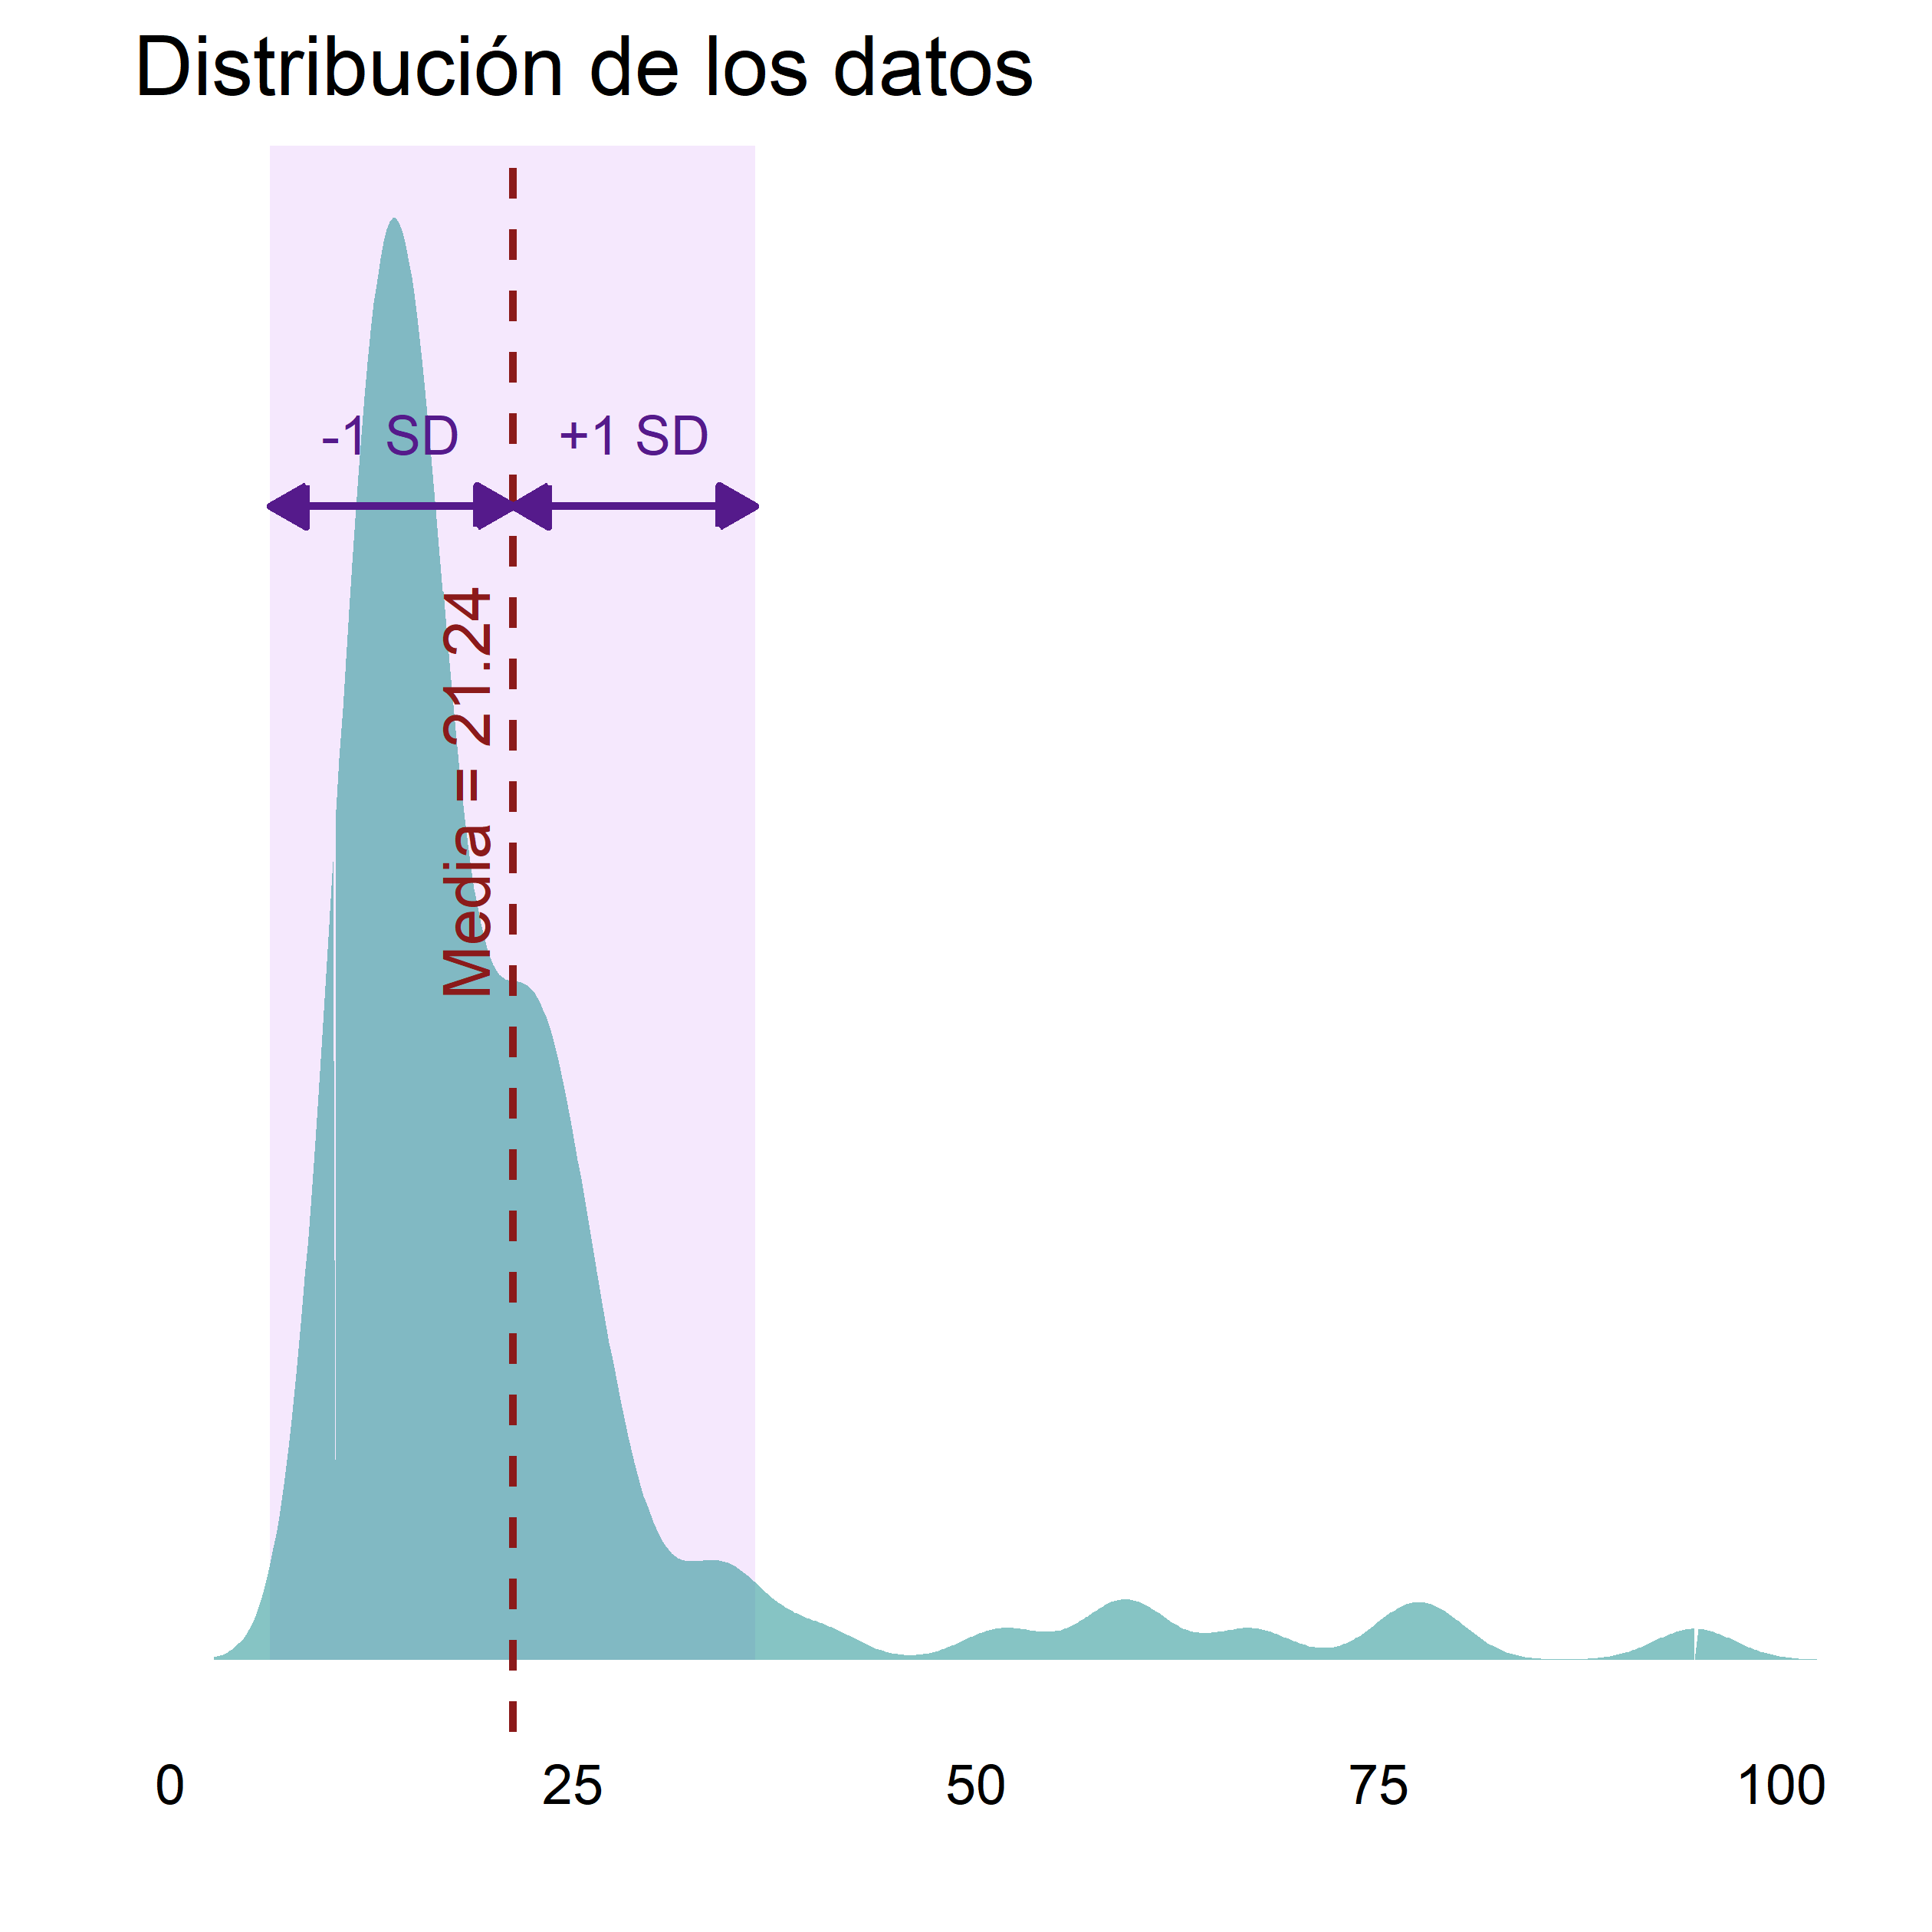 Distribución de los datos
-1 SD
+1 SD
Media = 21.24
0
25
50
75
100